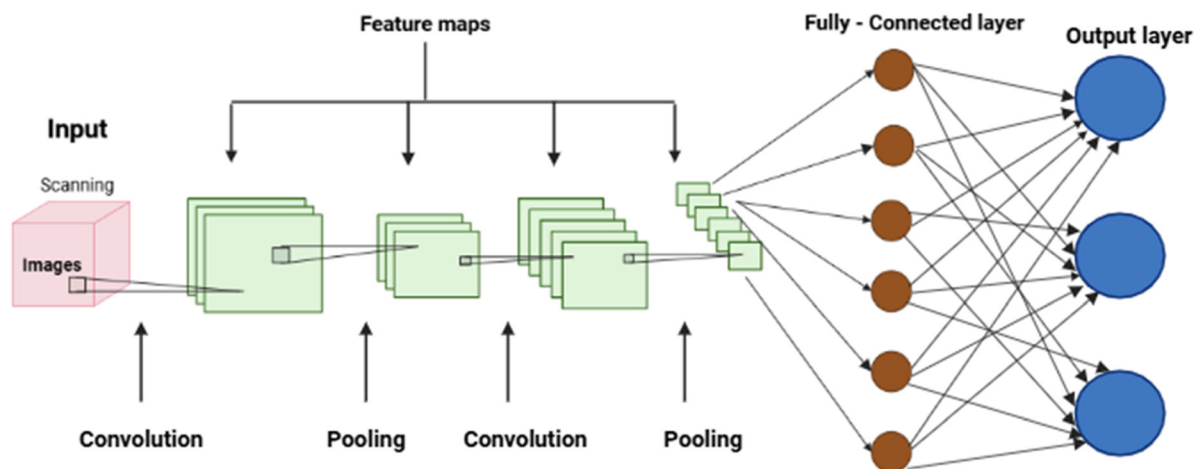 Feature maps
Fully - Connected layer
Output layer
Input
Scanning
Images
Convolution
Pooling
Convolution
Pooling